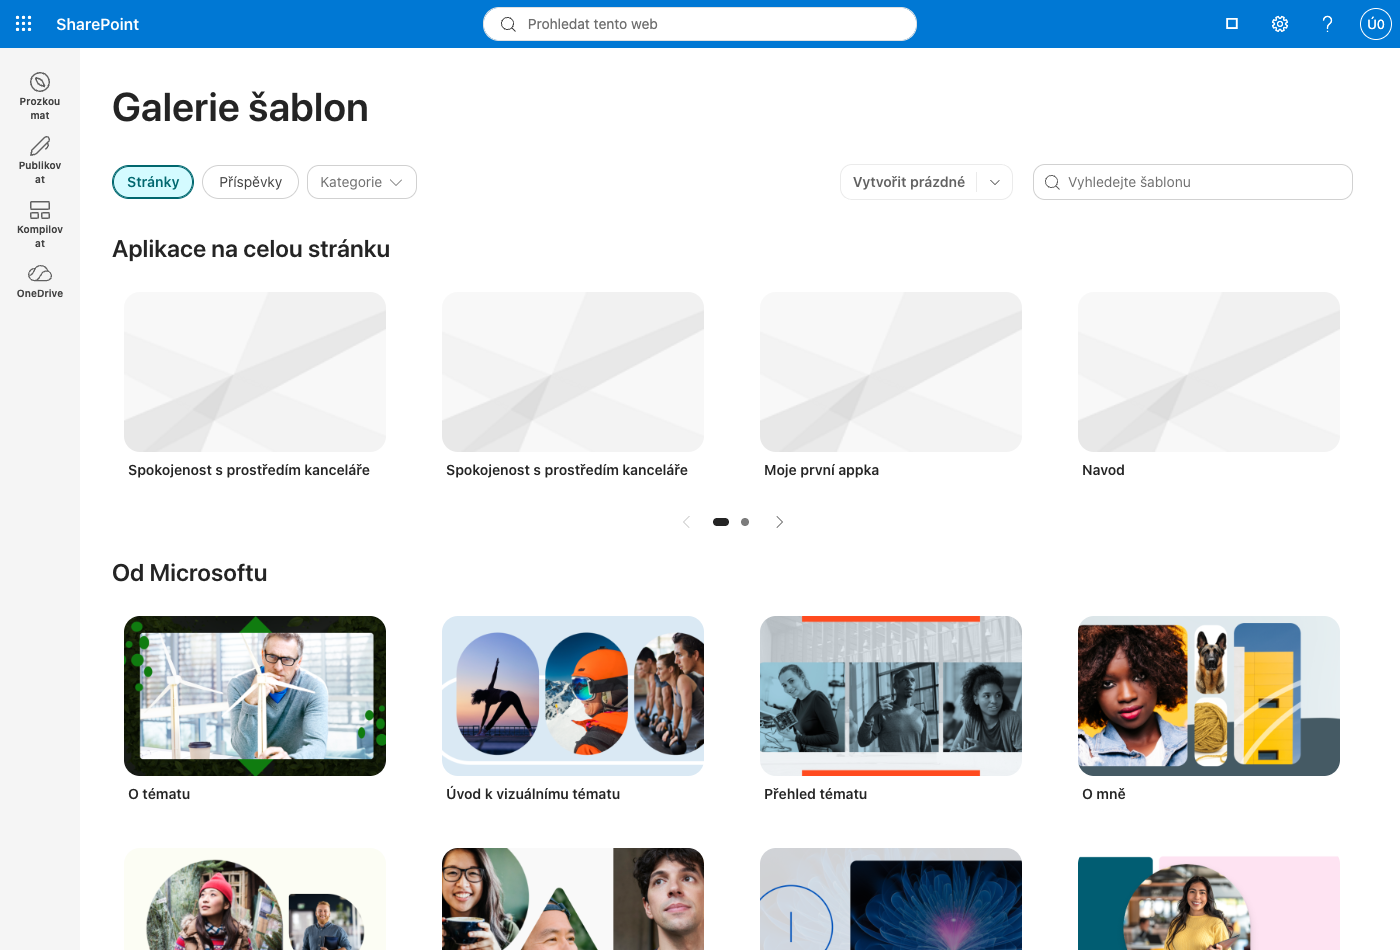 SharePoint
Prohledat tento web
?
Ú0
Prozkou
mat
Publikov
at
Kompilov
at
OneDrive
Galerie šablon
Stránky
Příspěvky
Kategorie
Vytvořit prázdné
Vyhledejte šablonu
Aplikace na celou stránku
Spokojenost s prostředím kanceláře
Spokojenost s prostředím kanceláře
Moje první appka
Navod
Od Microsoftu
O tématu
Úvod k vizuálnímu tématu
Přehled tématu
O mně